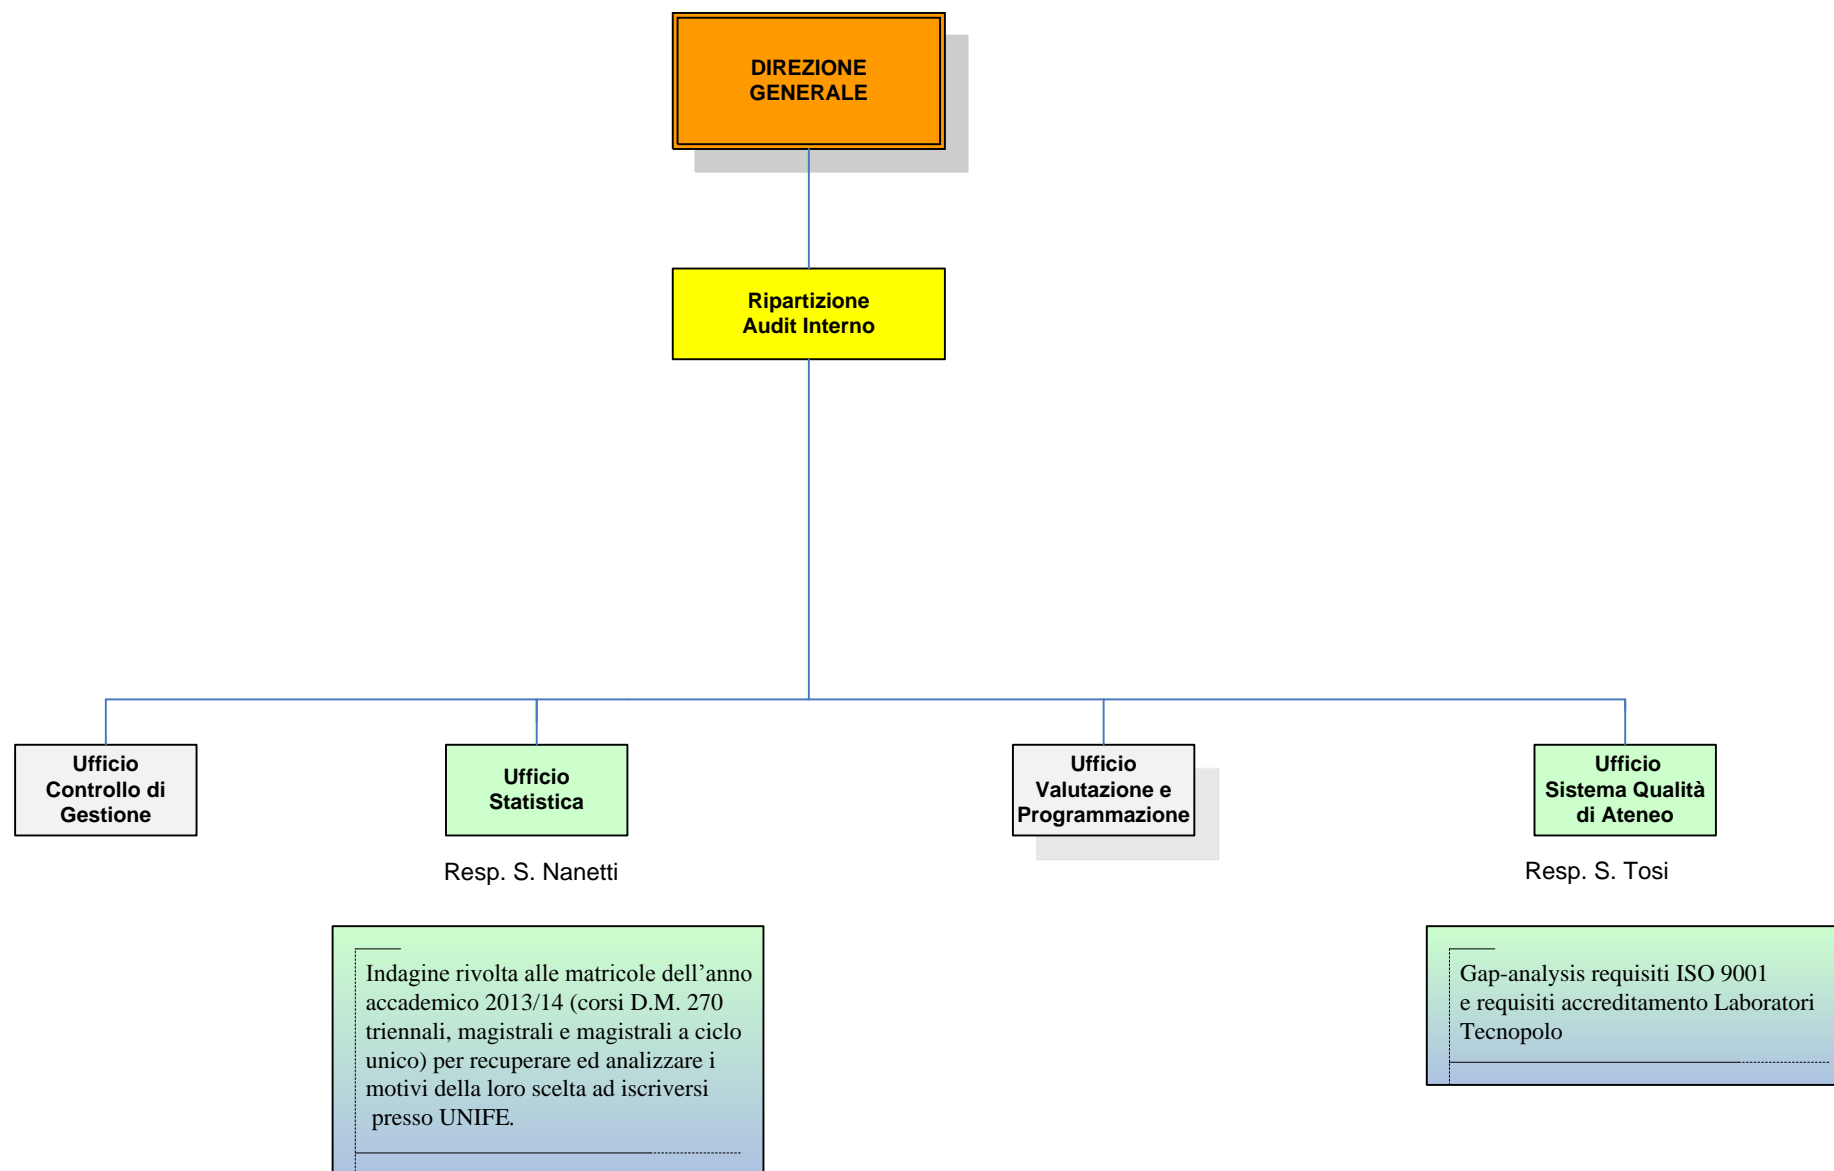 DIREZIONE
GENERALE
Ripartizione
Audit Interno
Ufficio
Controllo di
Gestione
Ufficio
Statistica
Ufficio
Valutazione e
Programmazione
Ufficio
Sistema Qualità
di Ateneo
Resp. S. Nanetti
Resp. S. Tosi
Indagine rivolta alle matricole dell'anno
accademico 2013/14 (corsi D.M. 270
triennali, magistrali e magistrali a ciclo
unico) per recuperare ed analizzare i
motivi della loro scelta ad iscriversi
presso UNIFE.
Gap-analysis requisiti ISO 9001
e requisiti accreditamento Laboratori
Tecnopolo